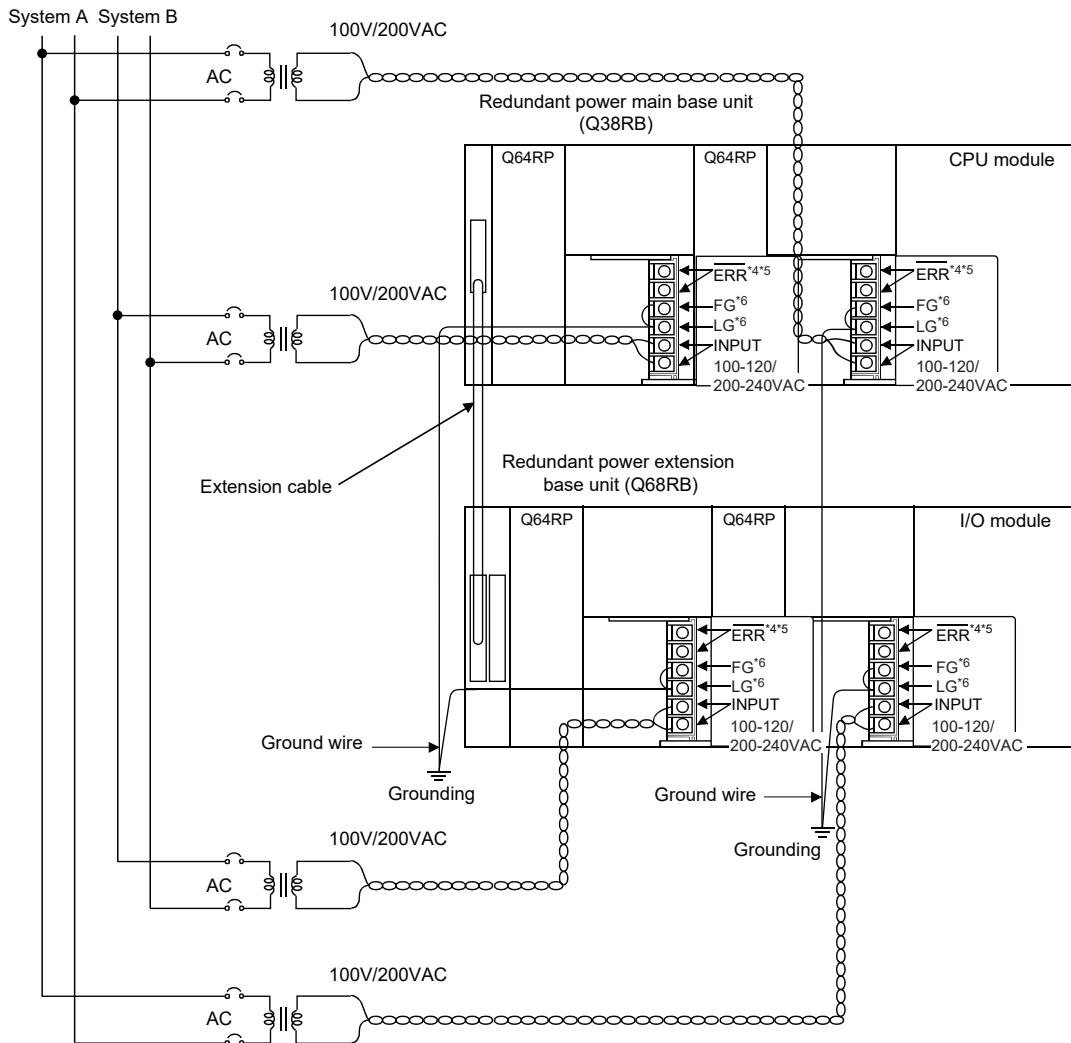 System A System B
100V/200VAC
AC
Redundant power main base unit
(Q38RB)
Q64RP
Q64RP
CPU module
100V/200VAC
AC
ERR*4*5
FG*6
LG*6
INPUT
100-120/
200-240VAC
ERR*4*5
FG*6
LG*6
INPUT
100-120/
200-240VAC
Extension cable
Redundant power extension
base unit (Q68RB)
Q64RP
Q64RP
I/O module
ERR*4*5
FG*6
LG*6
INPUT
100-120/
200-240VAC
ERR*4*5
FG*6
LG*6
INPUT
100-120/
200-240VAC
Ground wire
Grounding
Ground wire
Grounding
100V/200VAC
AC
100V/200VAC
AC